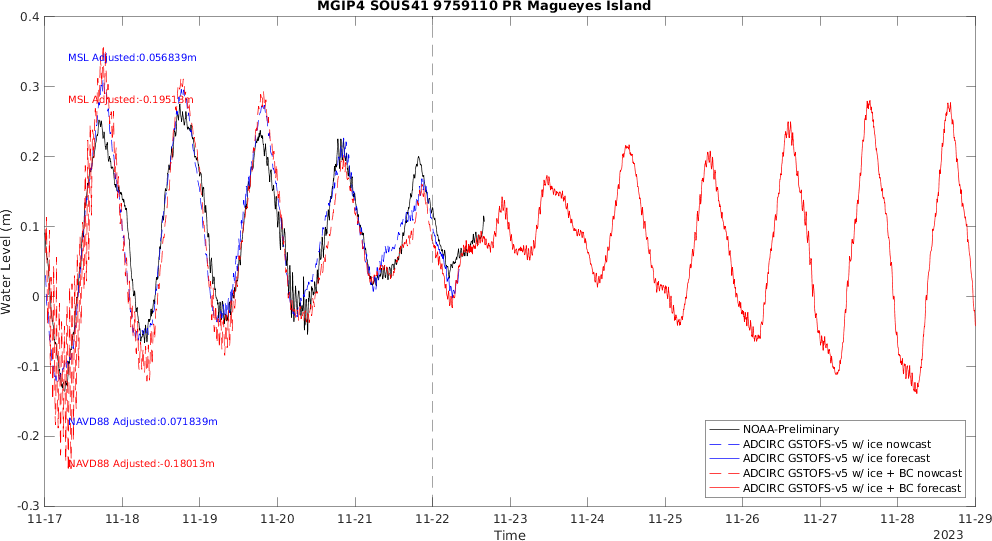 MGIP4 SOUS41 9759110 PR Magueyes Island
0.4
0.3
0.2
0.1
0
-0.1
-0.2
-0.3
Water Level (m)
MSL Adjusted:0.056839m
MSL Adjusted:
NAVD88 Adjusted:0.071839m
NAVD88 Adjusted:-0.18013m
NOAA-Preliminary
ADCIRC GSTOFS-v5 w/ ice nowcast
ADCIRC GSTOFS-v5 w/ ice forecast
ADCIRC GSTOFS-v5 w/ ice + BC nowcast
ADCIRC GSTOFS-v5 w/ ice + BC forecast
11-17 11-18 11-19 11-20 11-21 11-22 11-23 11-24 11-25 11-26 11-27 11-28 11-29
Time
2023